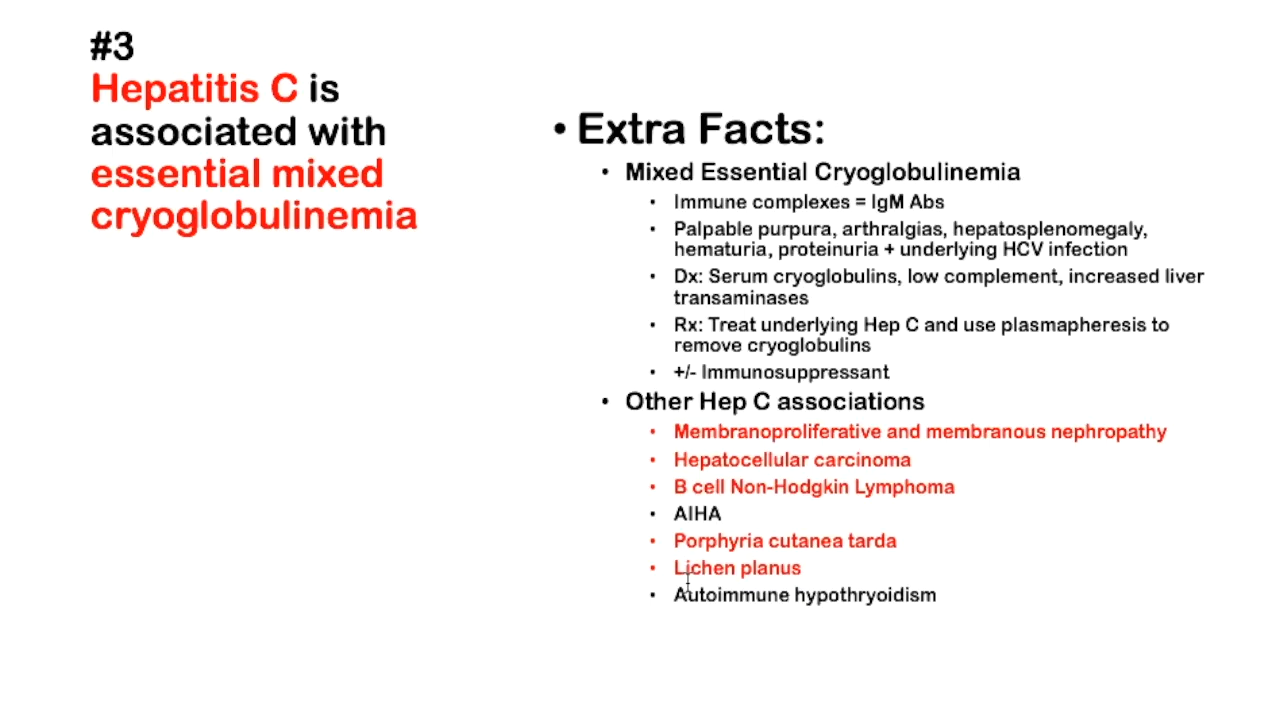 #3
Hepatitis C is
associated with
essential mixed
cryoglobulinemia
• Extra Facts:
• Mixed Essential Cryoglobulinemia
• Immune complexes = IgM Abs
• Palpable purpura, arthralgias, hepatosplenomegaly,
hematuria, proteinuria + underlying HCV infection
• Dx: Serum cryoglobulins, low complement, increased liver
transaminases
• Rx: Treat underlying Hep C and use plasmapheresis to
remove cryoglobulins
• +/- Immunosuppressant
• Other Hep C associations
• Membranoproliferative and membranous nephropathy
• Hepatocellular carcinoma
• B cell Non-Hodgkin Lymphoma
• AIHA
• Porphyria cutanea tarda
• Lichen planus
• Autoimmune hypothryoidism